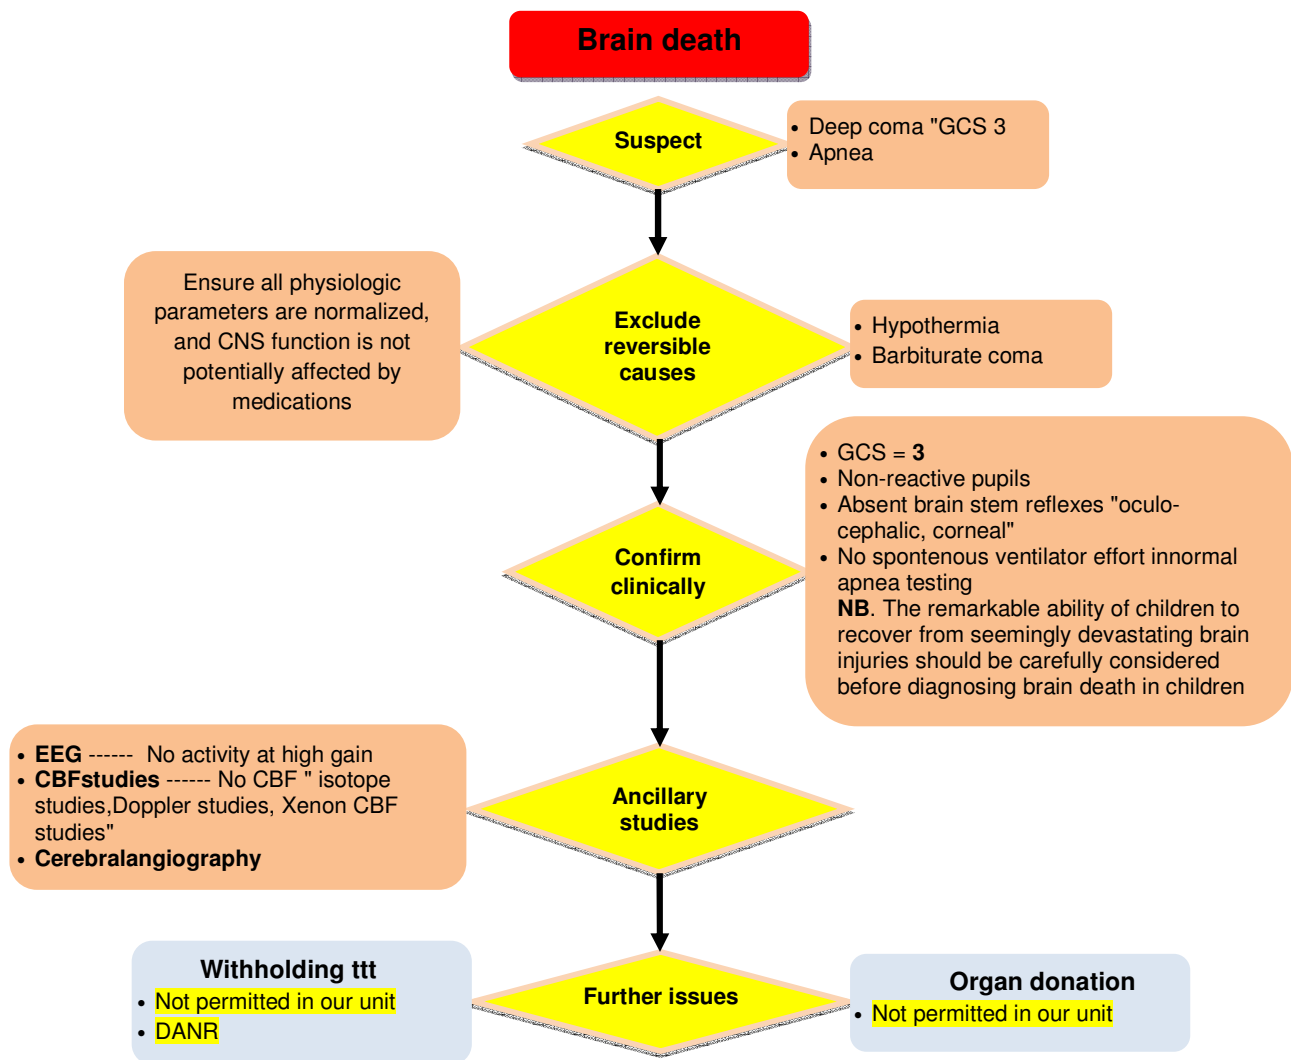 Brain death
Suspect
• Deep coma "GCS 3
• Apnea
Ensure all physiologic
parameters are normalized,
and CNS function is not
potentially affected by
medications
Exclude
reversible
causes
• Hypothermia
• Barbiturate coma
Confirm
clinically
• GCS = 3
• Non-reactive pupils
• Absent brain stem reflexes "oculo-
cephalic, corneal"
• No spontenous ventilator effort innormal
apnea testing
NB. The remarkable ability of children to
recover from seemingly devastating brain
injuries should be carefully considered
before diagnosing brain death in children
• EEG ------ No activity at high gain
• CBFstudies ------ No CBF " isotope
studies,Doppler studies, Xenon CBF
studies"
• Cerebralangiography
Ancillary
studies
Withholding ttt
• Not permitted in our unit
• DANR
Further issues
Organ donation
• Not permitted in our unit